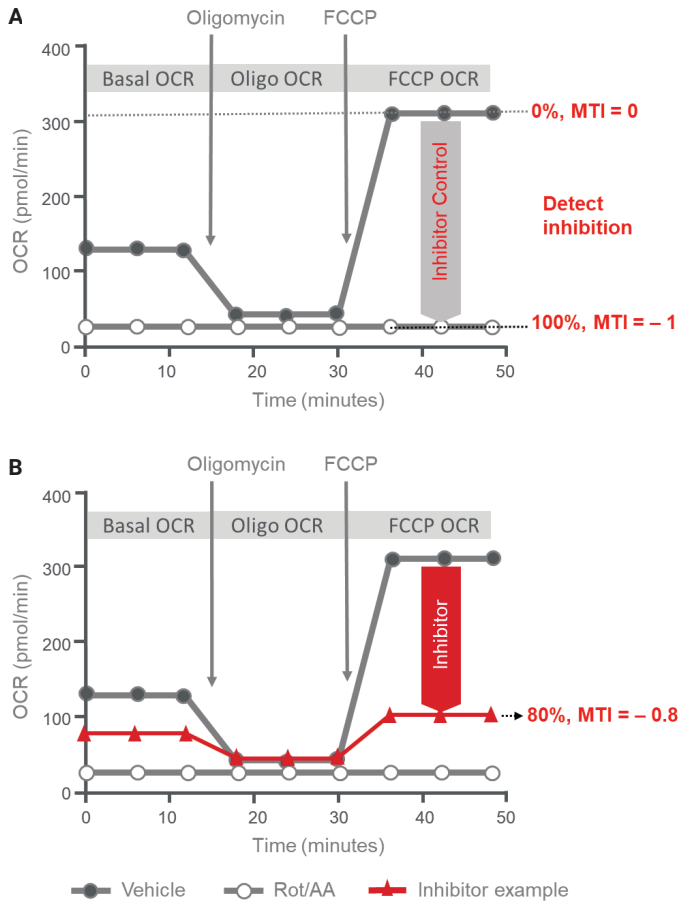 A
Oligomycin FCCP
400
Basal OCR Oligo OCR FCCP OCR
0%, MTI = 0
300
OCR (pmol/min)
Inhibitor Control
Detect
inhibition
200
100
100%, MTI = – 1
0
0 10 20 30 40 50
Time (minutes)
B
Oligomycin FCCP
400
Basal OCR Oligo OCR FCCP OCR
300
OCR (pmol/min)
Inhibitor
200
100
80%, MTI = – 0.8
0
0 10 20 30 40 50
Time (minutes)
Vehicle Rot/AA Inhibitor example